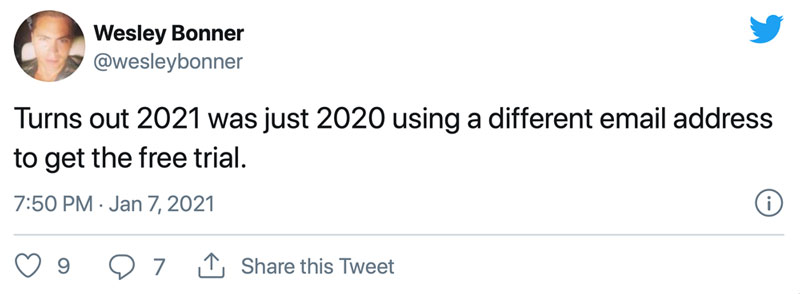 Wesley Bonner
@wesleybonner
Turns out 2021 was just 2020 using a different email address
to get the free trial.
7:50 PM · Jan 7, 2021
9 7 Share this Tweet